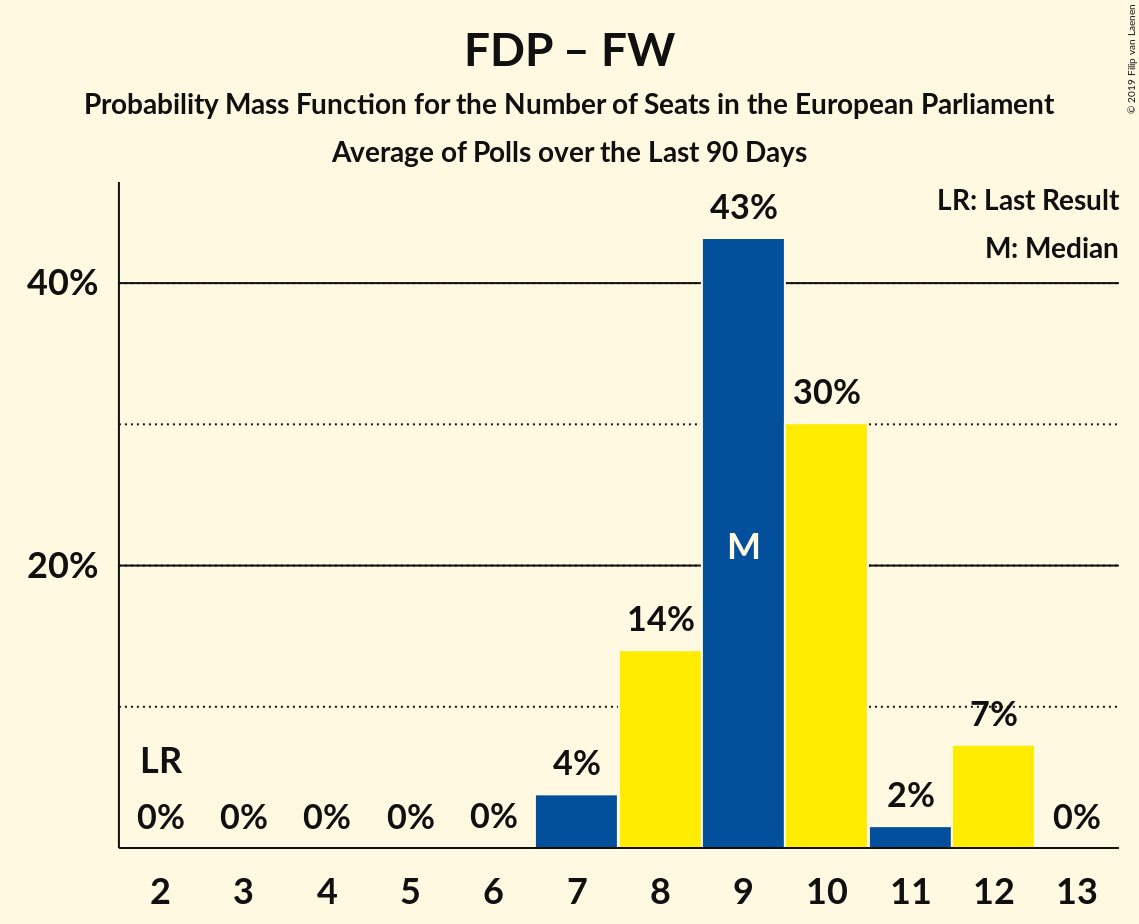 FDP – FW
Probability Mass Function for the Number of Seats in the European Parliament
Average of Polls over the Last 90 Days
© 2019 Filip van Laenen
LR: Last Result
M: Median
43%
40%
30%
M
20%
14%
7%
LR
4%
2%
0% 0% 0% 0% 0% 0%
2 3 4 5 6 7 8 9 10 11 12 13